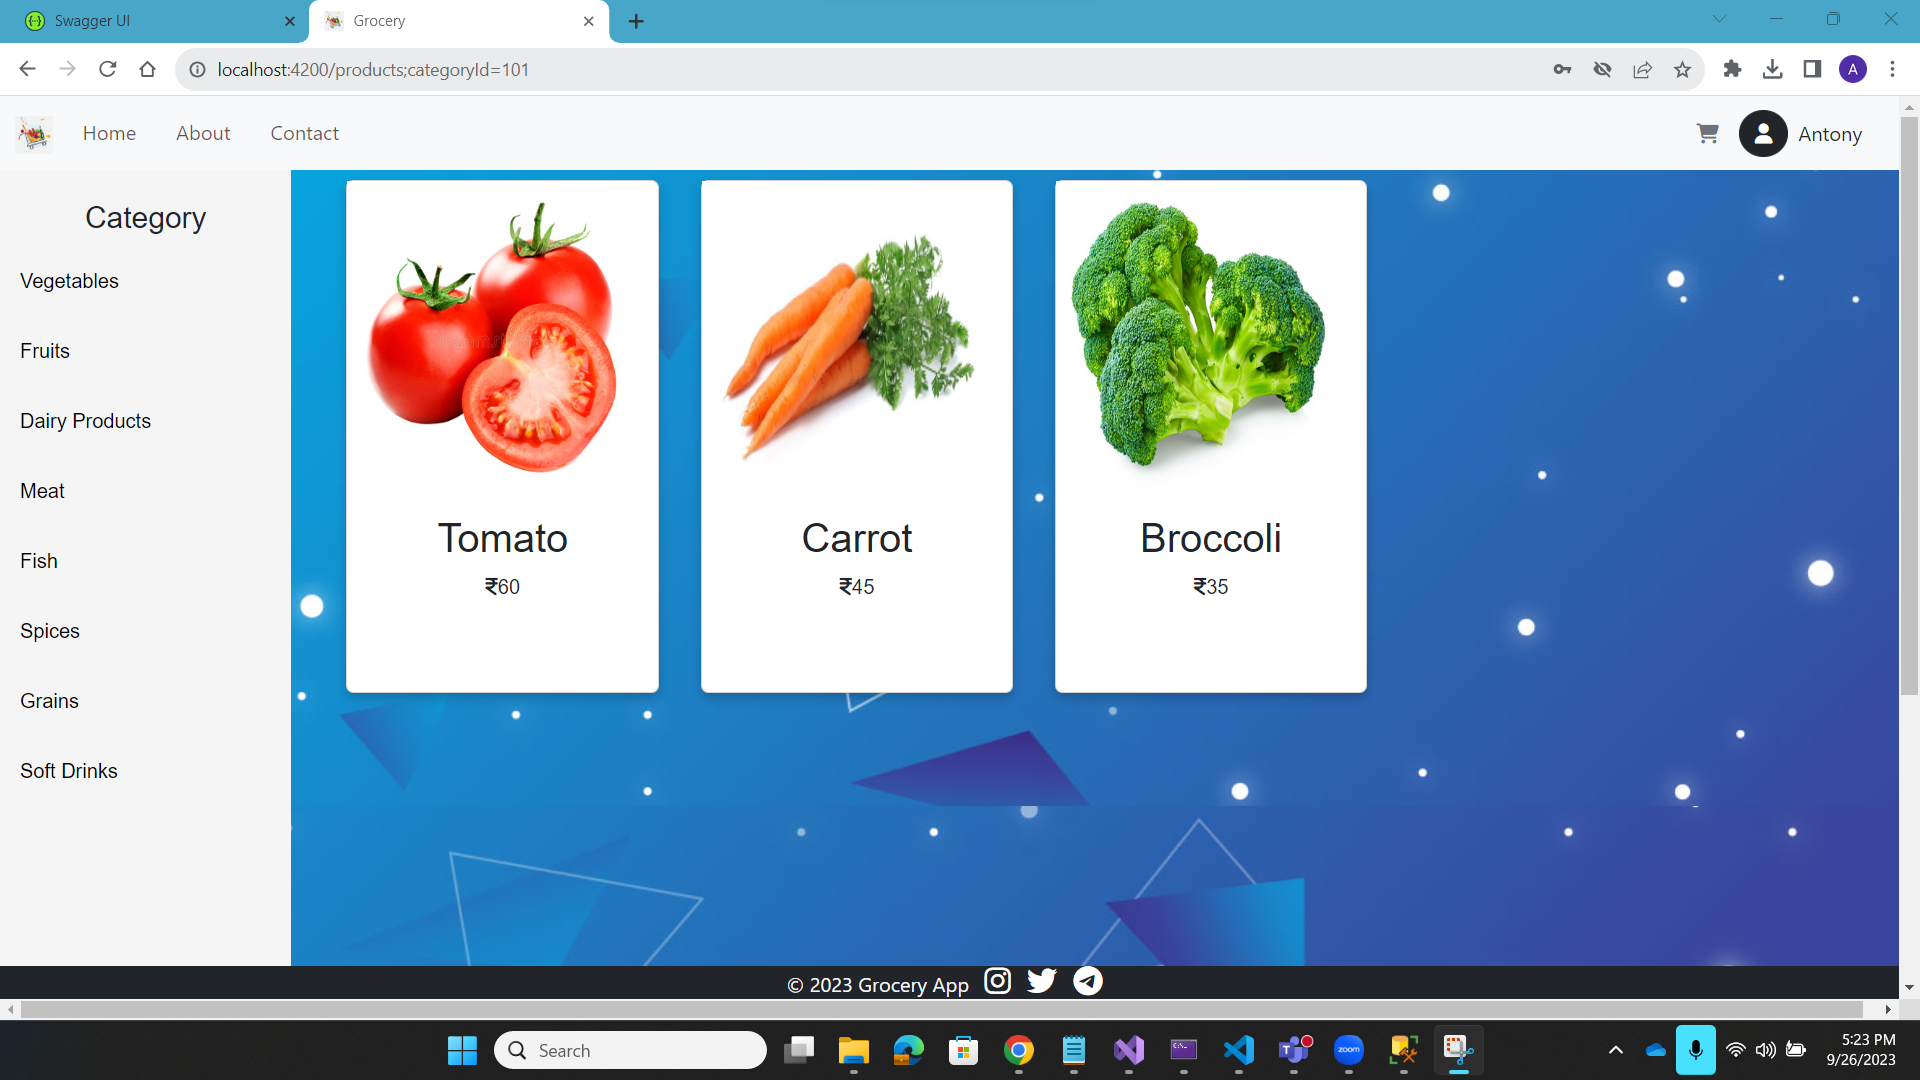 Swagger UI
Grocery
localhost:4200/products;categoryId=101
A
Home
About
Contact
Antony
Category
Vegetables
Fruits
Dairy Products
Meat
Fish
Spices
Grains
Soft Drinks
Tomato
₹60
Carrot
₹45
Broccoli
₹35
© 2023 Grocery App
Search
zoom
5:23 PM
9/26/2023